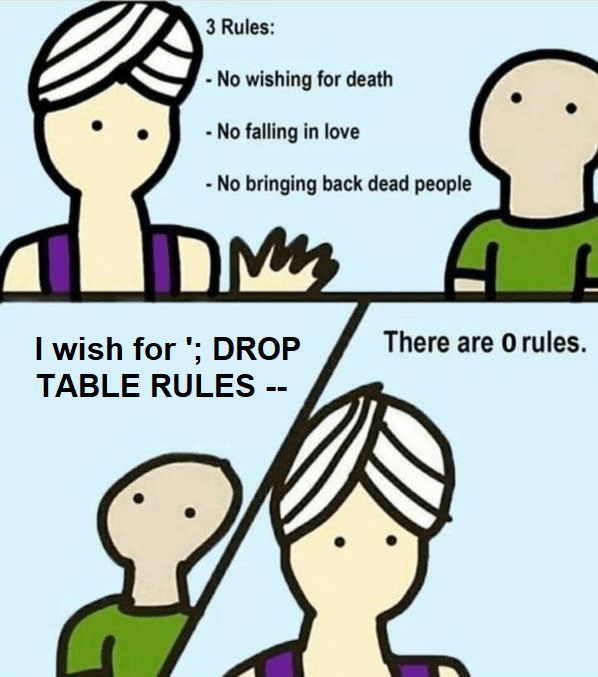 3 Rules:
- No wishing for death
- No falling in love
- No bringing back dead people
I wish for '; DROP
TABLE RULES --
There are 0 rules.